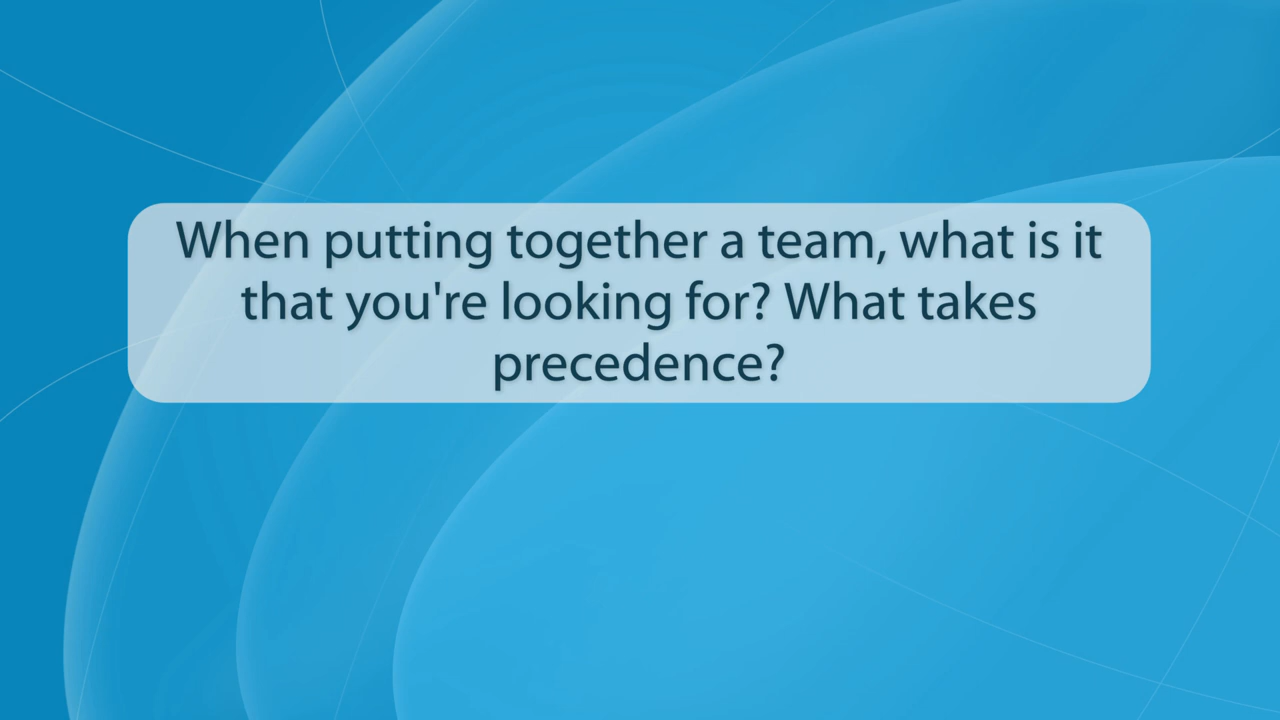 When putting together a team, what is it
that you're looking for? What takes
precedence?